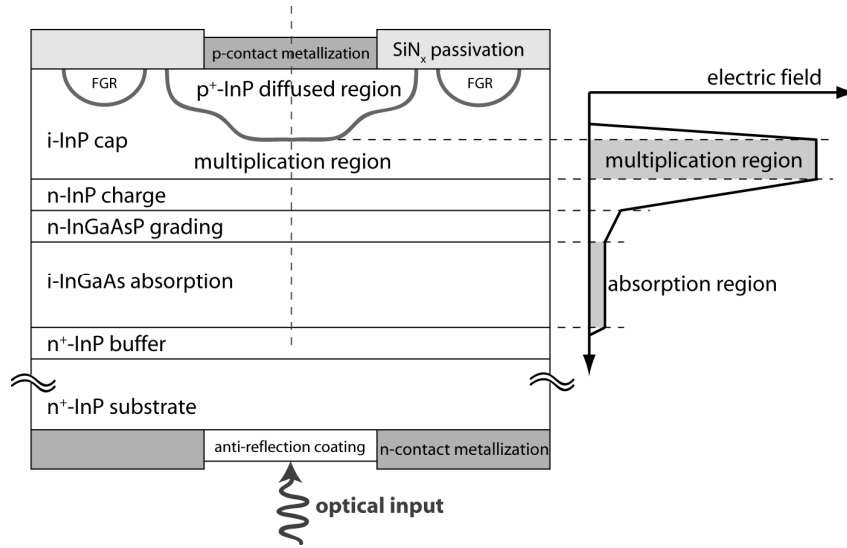 p-contact metallization
SiNₓ passivation
FGR
p⁺-InP diffused region
FGR
electric field
i-InP cap
multiplication region
multiplication region
n-InP charge
n-InGaAsP grading
i-InGaAs absorption
absorption region
n⁺-InP buffer
n⁺-InP substrate
anti-reflection coating
n-contact metallization
optical input